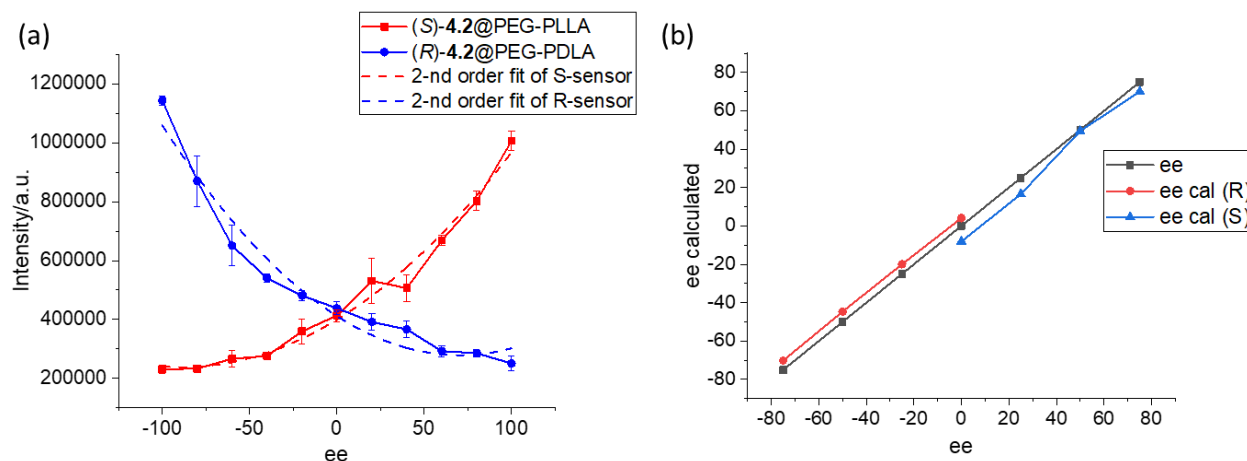 (a)
(S)-4.2@PEG-PLLA
(R)-4.2@PEG-PDLA
2-nd order fit of S-sensor
2-nd order fit of R-sensor
1200000
1000000
800000
600000
400000
200000
Intensity/a.u.
-100
-50
0
50
100
ee
(b)
80
60
40
20
0
-20
-40
-60
-80
ee calculated
ee
ee cal (R)
ee cal (S)
-80
-60
-40
-20
0
20
40
60
80
ee